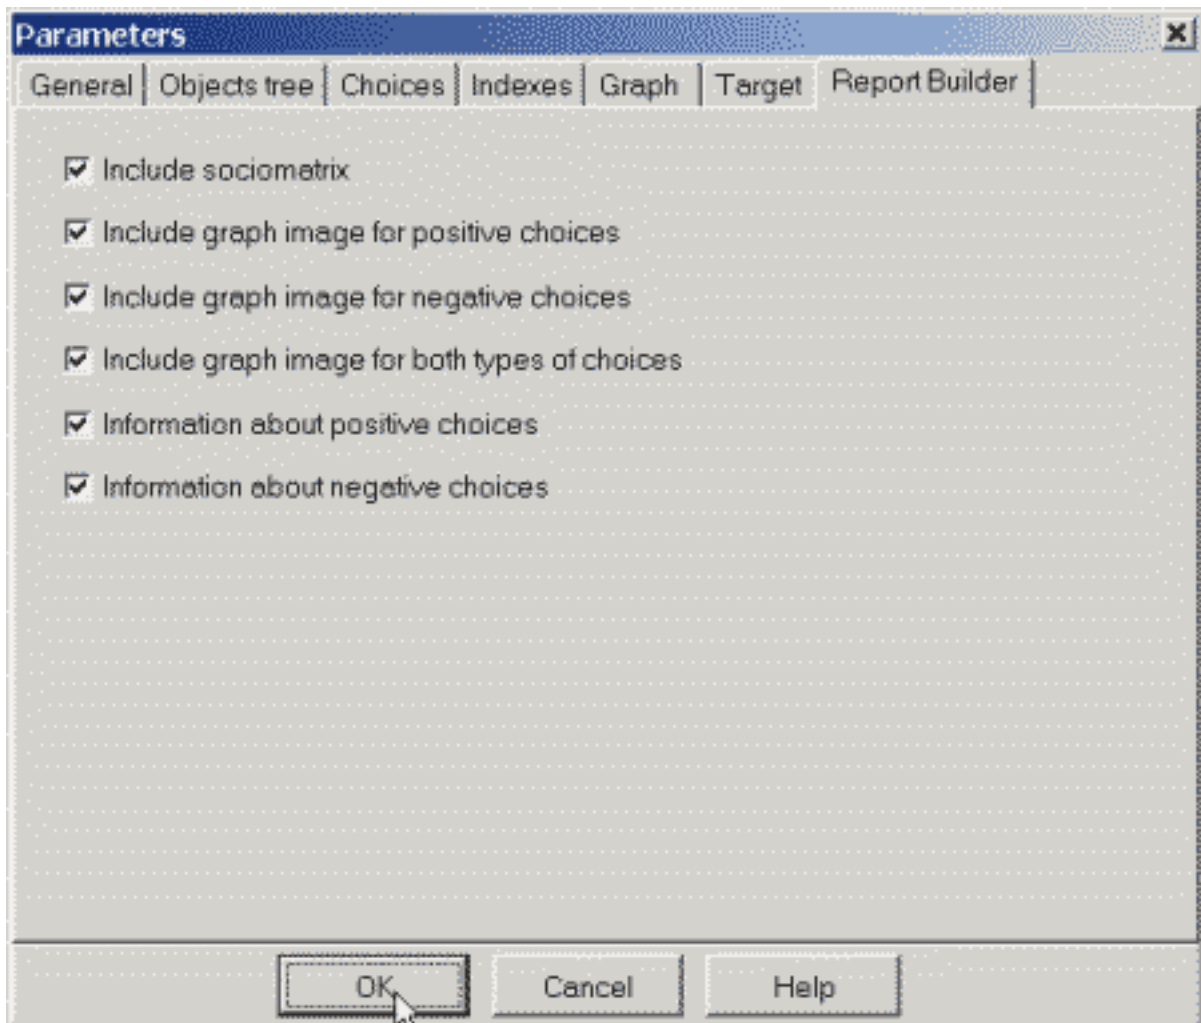 Parameters
General Objects tree Choices Indexes Graph Target Report Builder
Include sociomatrix
Include graph image for positive choices
Include graph image for negative choices
Include graph image for both types of choices
Information about positive choices
Information about negative choices
OK Cancel Help